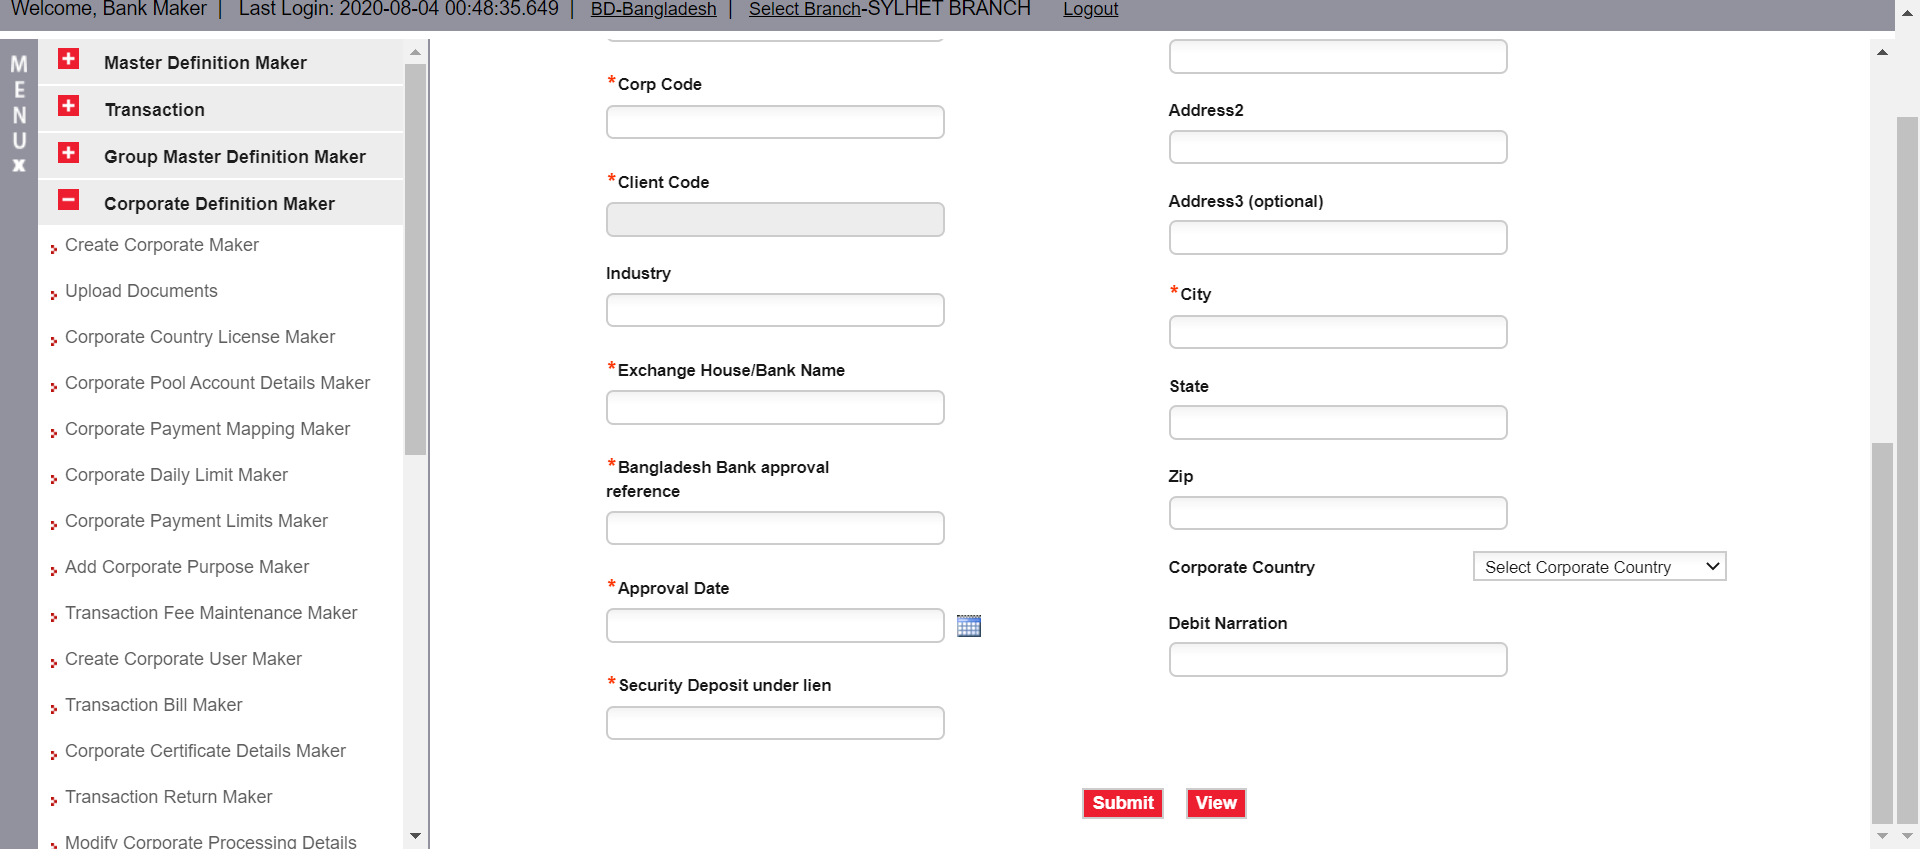 Welcome, Bank Maker | Last Login: 2020-08-04 00:48:35.649 | BD-Bangladesh | Select Branch-SYLHET BRANCH Logout
MENU X
Master Definition Maker
Transaction
Group Master Definition Maker
Corporate Definition Maker
Create Corporate Maker
Upload Documents
Corporate Country License Maker
Corporate Pool Account Details Maker
Corporate Payment Mapping Maker
Corporate Daily Limit Maker
Corporate Payment Limits Maker
Add Corporate Purpose Maker
Transaction Fee Maintenance Maker
Create Corporate User Maker
Transaction Bill Maker
Corporate Certificate Details Maker
Transaction Return Maker
Modify Corporate Processing Details
*Corp Code
*Client Code
Industry
*Exchange House/Bank Name
*Bangladesh Bank approval
reference
*Approval Date
*Security Deposit under lien
Address2
Address3 (optional)
*City
State
Zip
Corporate Country Select Corporate Country
Debit Narration
Submit View